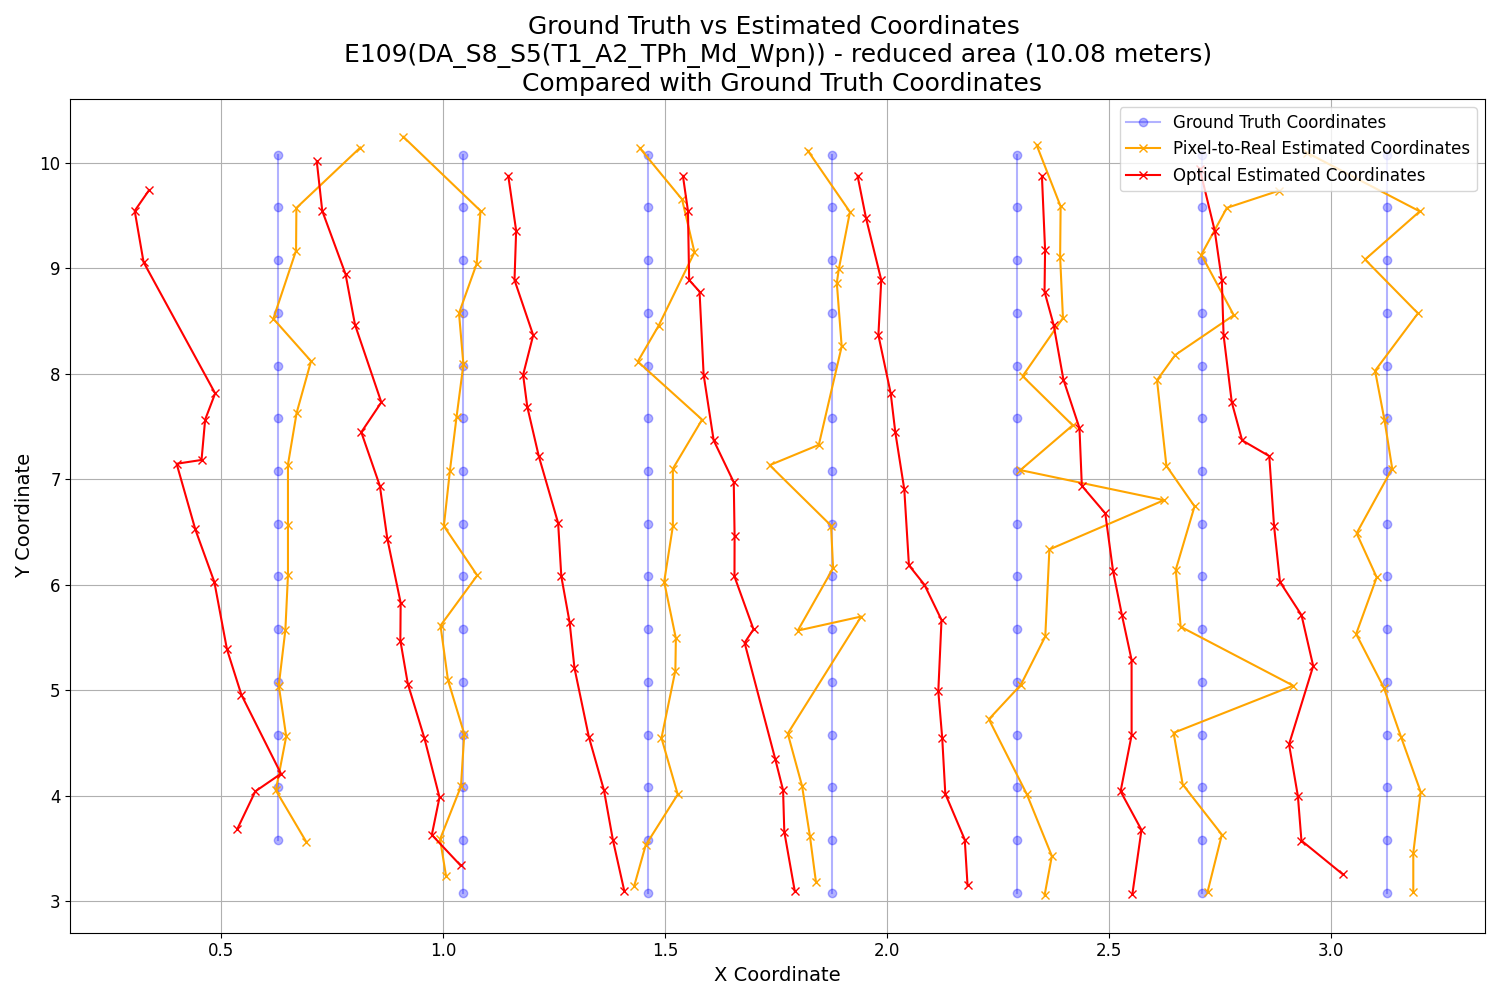 Ground Truth vs Estimated Coordinates
E109(DA_S8_S5(T1_A2_TPh_Md_Wpn)) - reduced area (10.08 meters)
Compared with Ground Truth Coordinates
Ground Truth Coordinates
Pixel-to-Real Estimated Coordinates
Optical Estimated Coordinates
Y Coordinate
10
9
8
7
6
5
4
3
0.5 1.0 1.5 2.0 2.5 3.0
X Coordinate